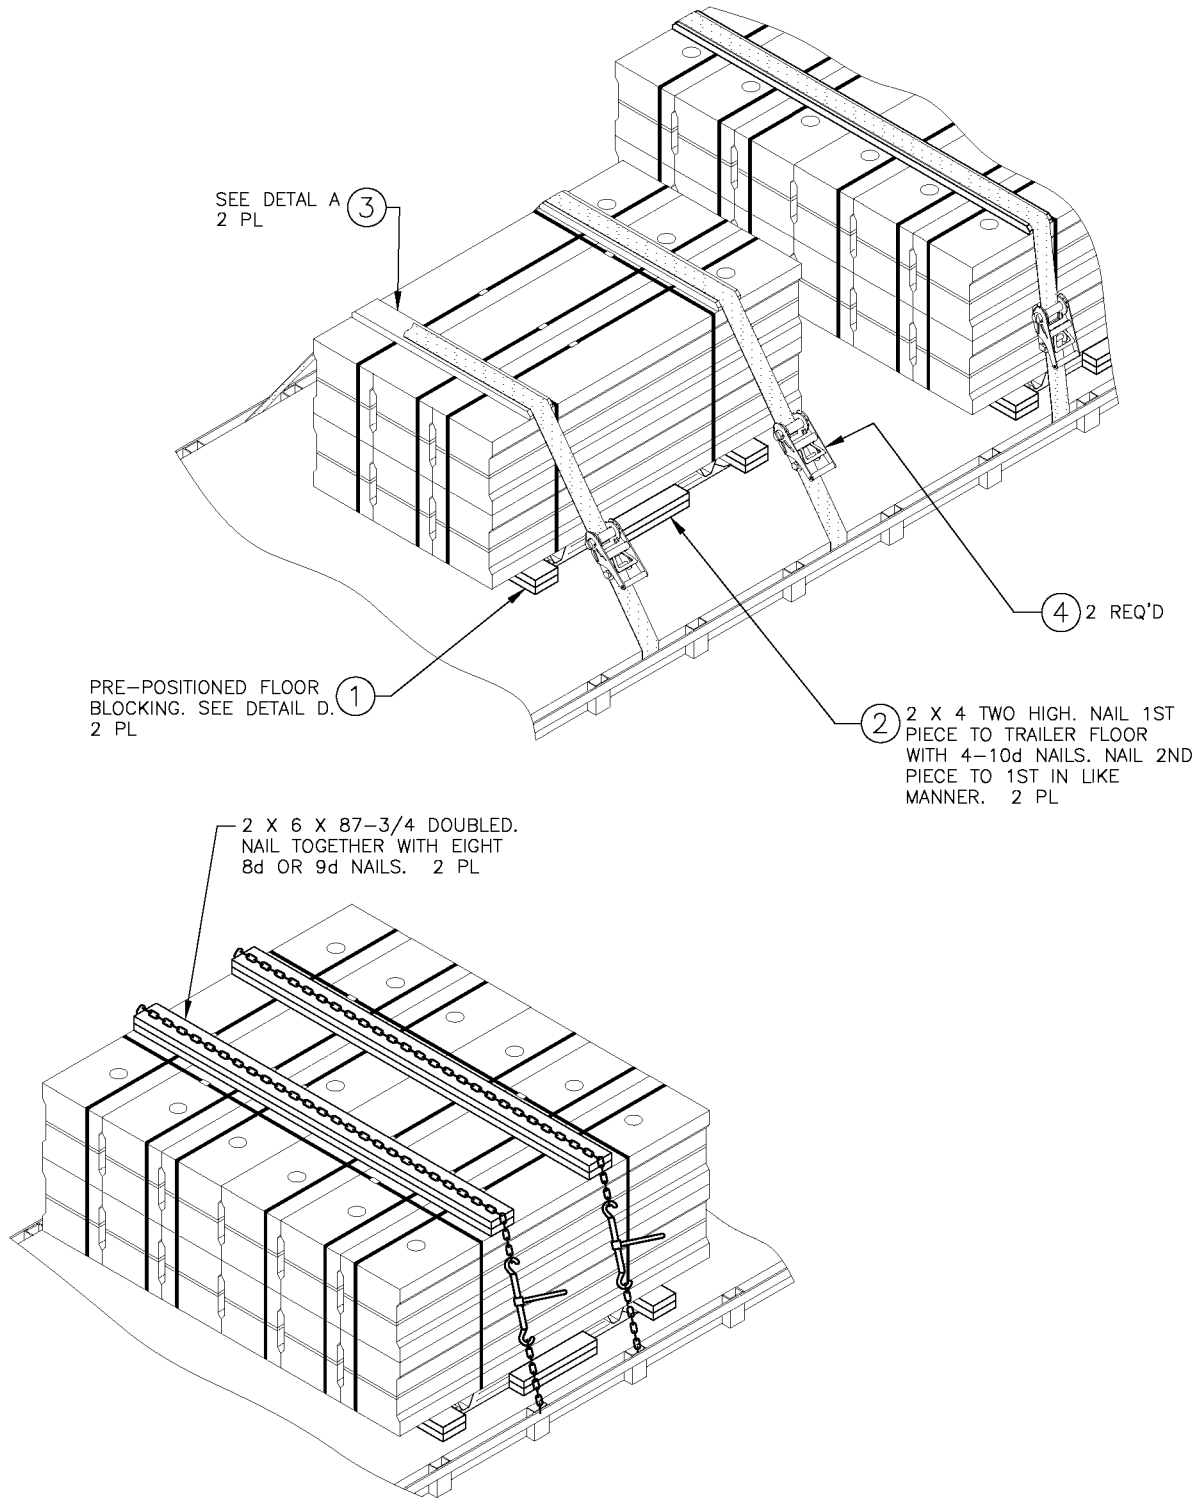 SEE DETAL A 3
2 PL
4 2 REQ'D
PRE-POSITIONED FLOOR
BLOCKING. SEE DETAIL D. 1
2 PL
2 2 X 4 TWO HIGH. NAIL 1ST
PIECE TO TRAILER FLOOR
WITH 4-10d NAILS. NAIL 2ND
PIECE TO 1ST IN LIKE
MANNER. 2 PL
2 X 6 X 87-3/4 DOUBLED.
NAIL TOGETHER WITH EIGHT
8d OR 9d NAILS. 2 PL